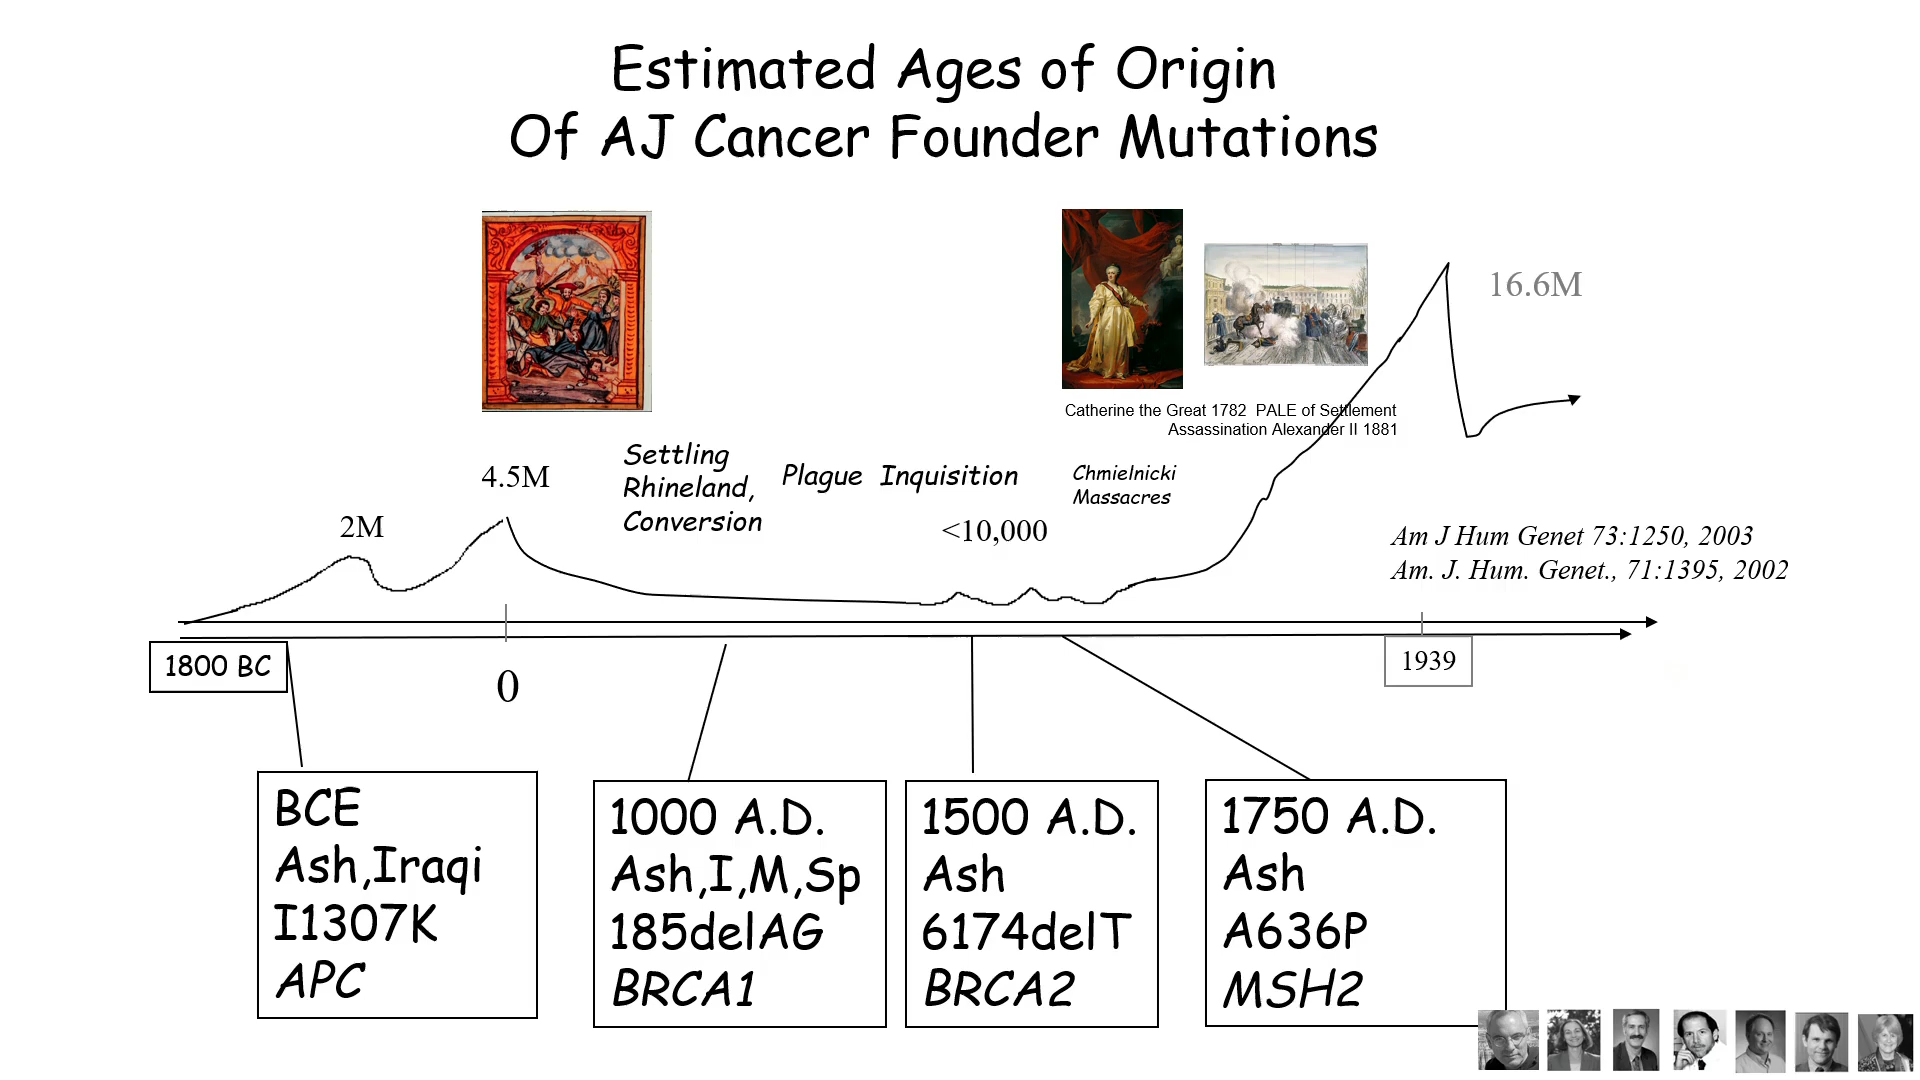 Estimated Ages of Origin
Of AJ Cancer Founder Mutations
16.6M
Catherine the Great 1782  PALE of Settlement
Assassination Alexander II 1881
4.5M
Settling
Rhineland,
Conversion
Plague
Inquisition
Chmielnicki
Massacres
2M
<10,000
Am J Hum Genet 73:1250, 2003
Am. J. Hum. Genet., 71:1395, 2002
1800 BC
0
1939
BCE
Ash,Iraqi
I1307K
APC
1000 A.D.
Ash,I,M,Sp
185delAG
BRCA1
1500 A.D.
Ash
6174delT
BRCA2
1750 A.D.
Ash
A636P
MSH2